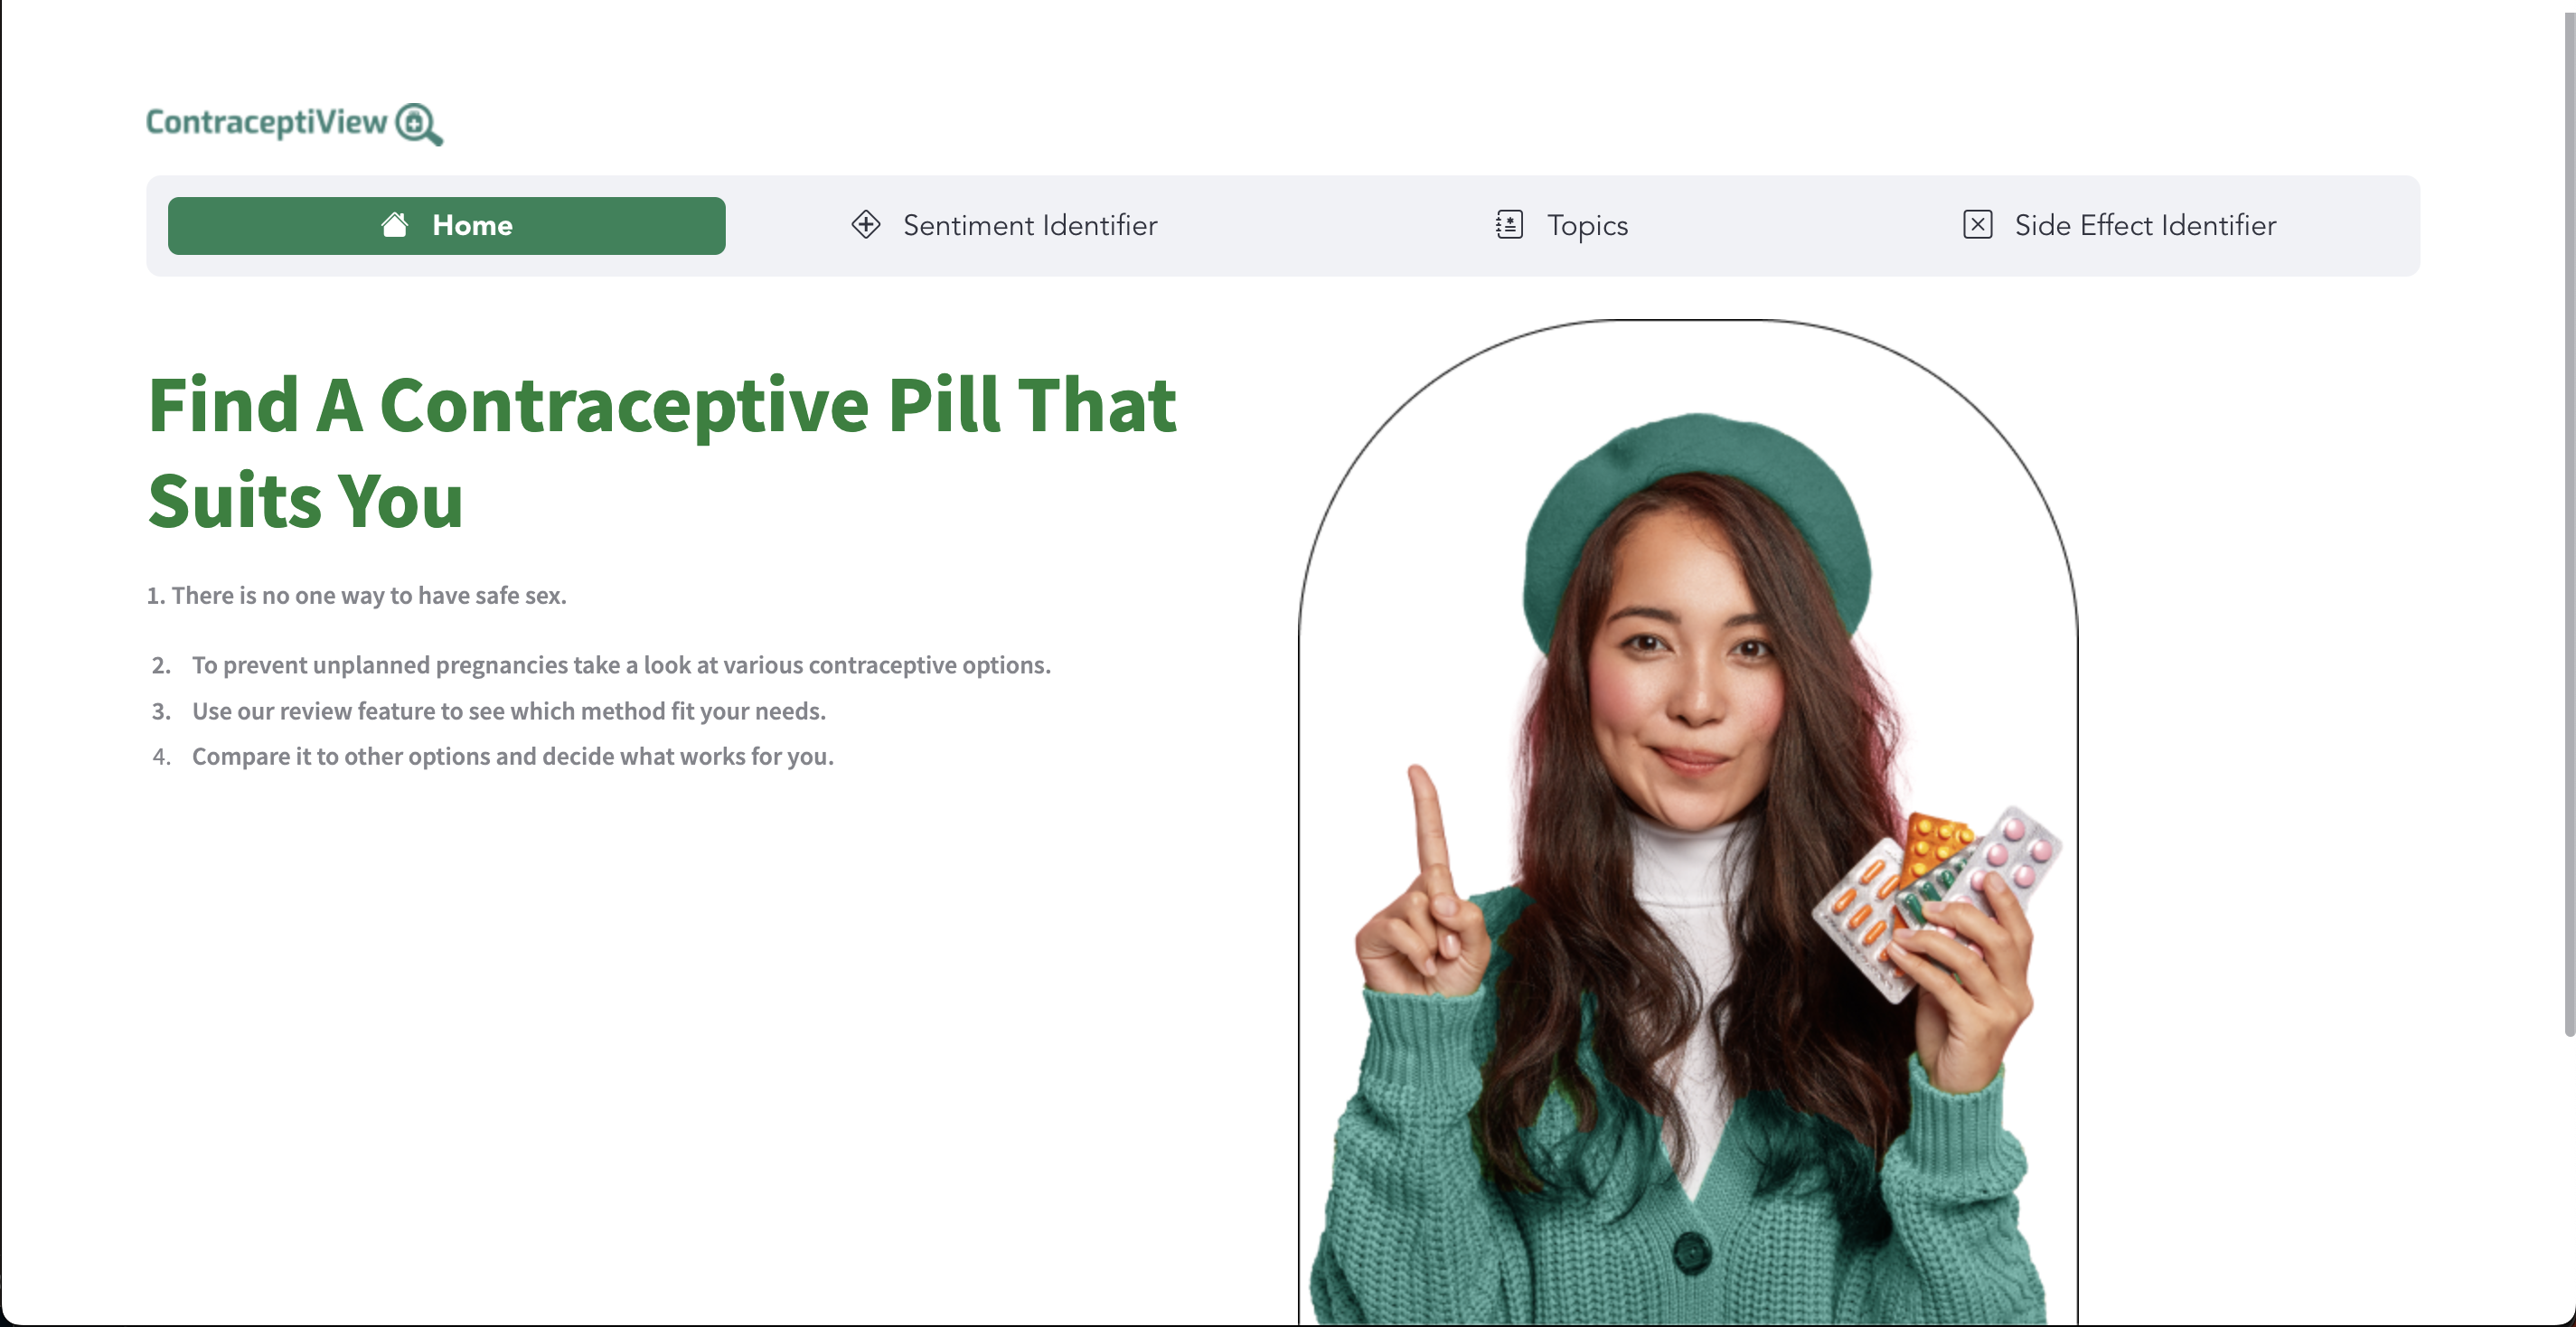 ContraceptiView
Home
Sentiment Identifier
Topics
Side Effect Identifier
Find A Contraceptive Pill That
Suits You
1. There is no one way to have safe sex.
2. To prevent unplanned pregnancies take a look at various contraceptive options.
3. Use our review feature to see which method fit your needs.
4. Compare it to other options and decide what works for you.